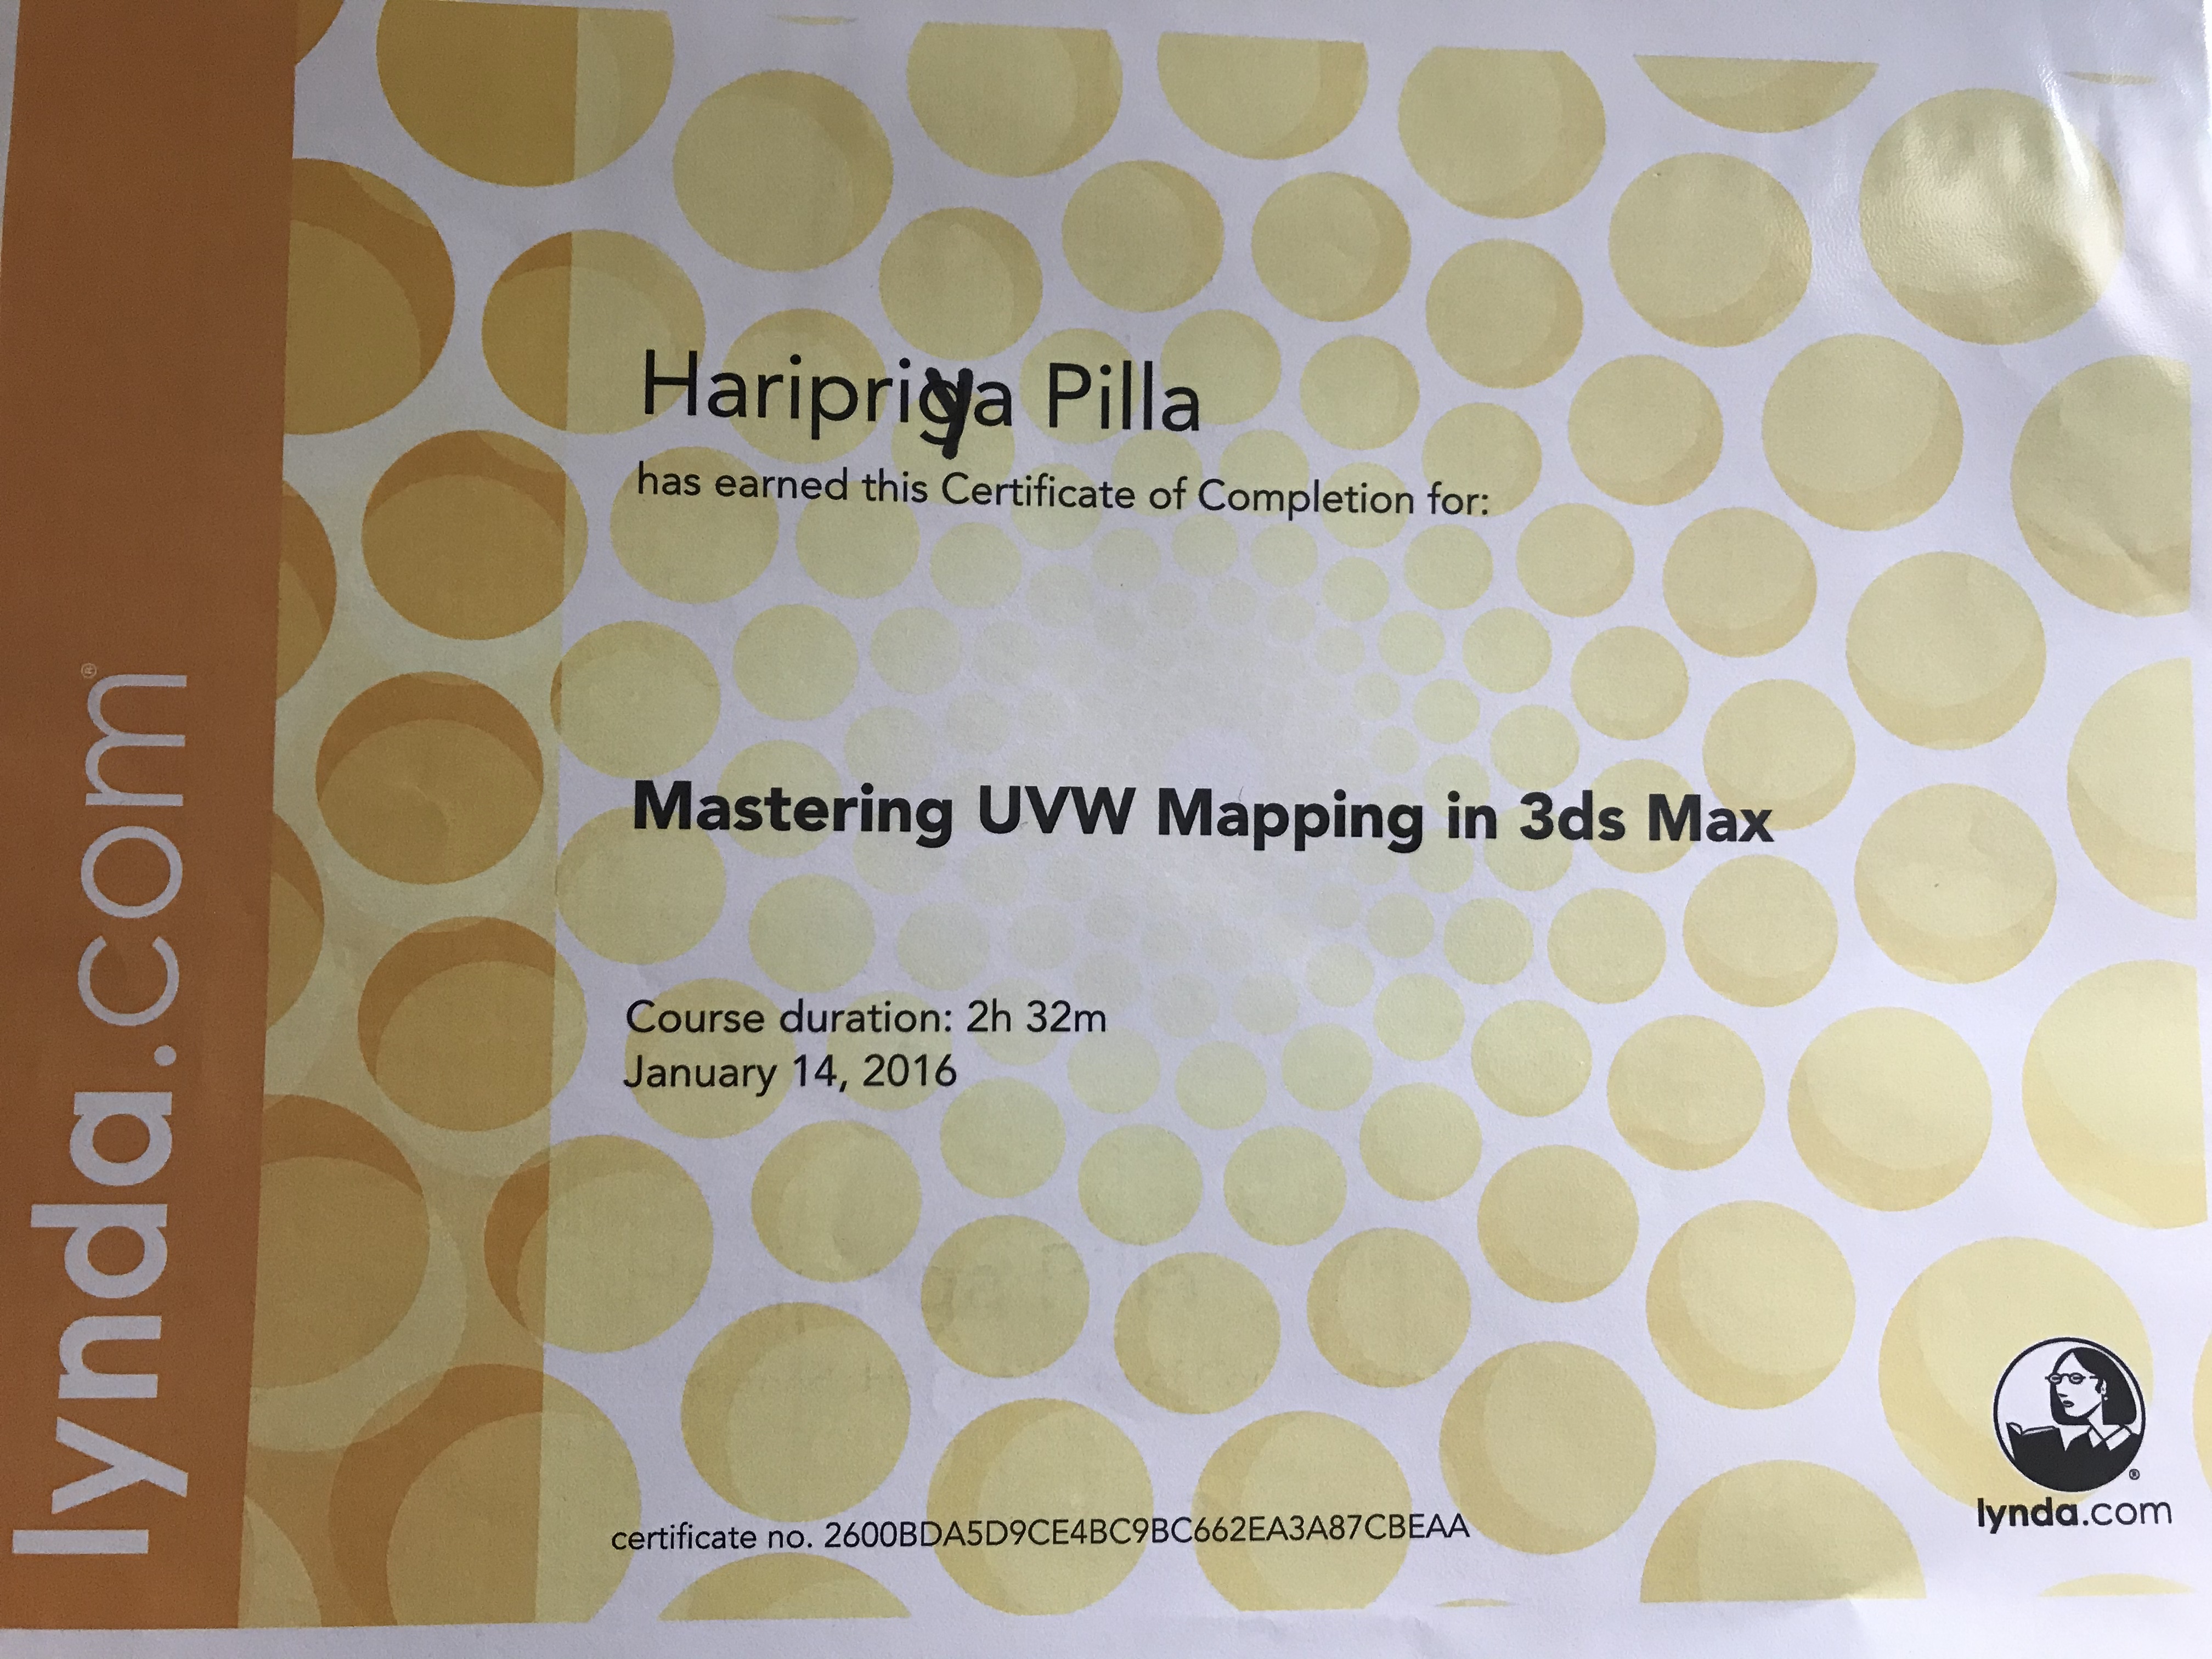 lynda.com®
Haripriya Pilla
has earned this Certificate of Completion for:
Mastering UVW Mapping in 3ds Max
Course duration: 2h 32m
January 14, 2016
certificate no. 2600BDA5D9CE4BC9BC662EA3A87CBEAA
®
lynda.com